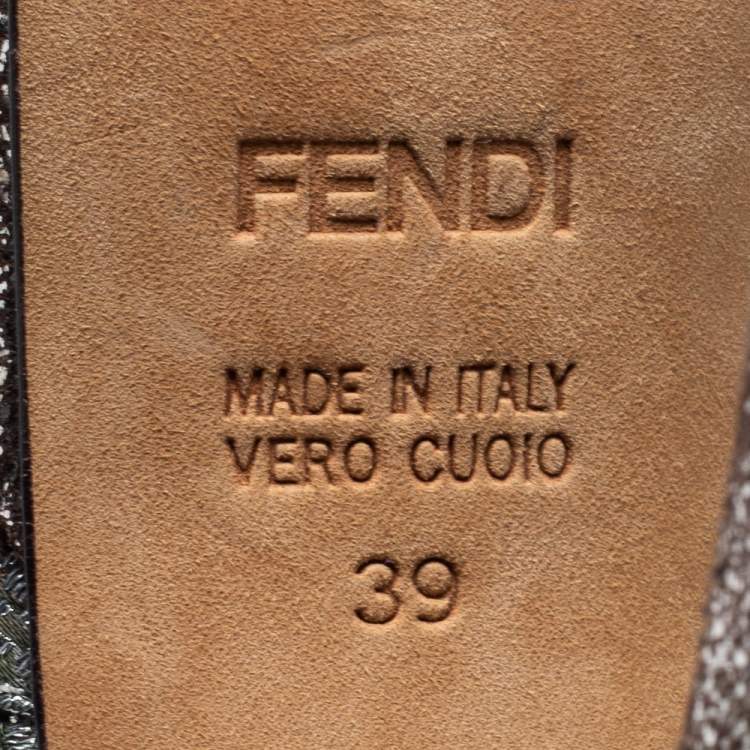 FENDI
MADE IN ITALY
VERO CUOIO
39